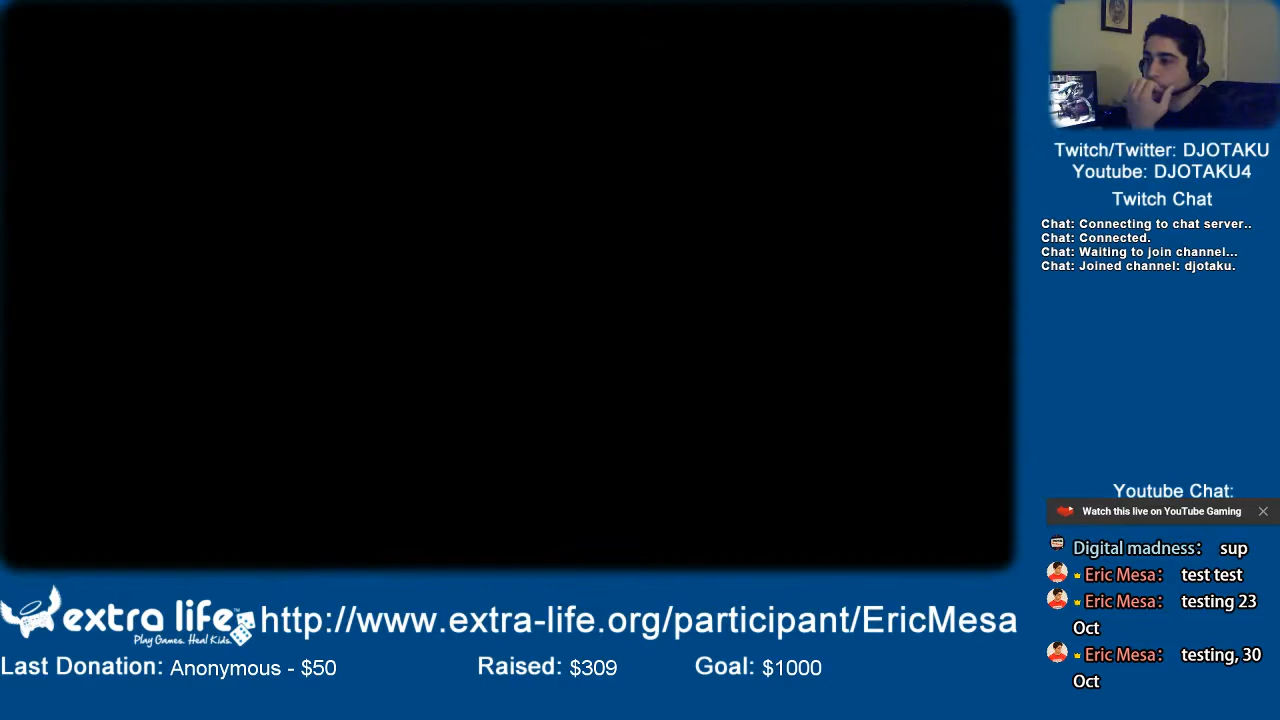 Twitch/Twitter: DJOTAKU
Youtube: DJOTAKU4
Twitch Chat
Chat: Connecting to chat server..
Chat: Connected.
Chat: Waiting to join channel...
Chat: Joined channel: djotaku.
Youtube Chat:
Watch this live on YouTube Gaming
Digital madness: sup
Eric Mesa: test test
Eric Mesa: testing 23
Oct
Eric Mesa: testing, 30
Oct
extra life™
Play Games. Heal Kids.
http://www.extra-life.org/participant/EricMesa
Last Donation: Anonymous - $50 Raised: $309 Goal: $1000